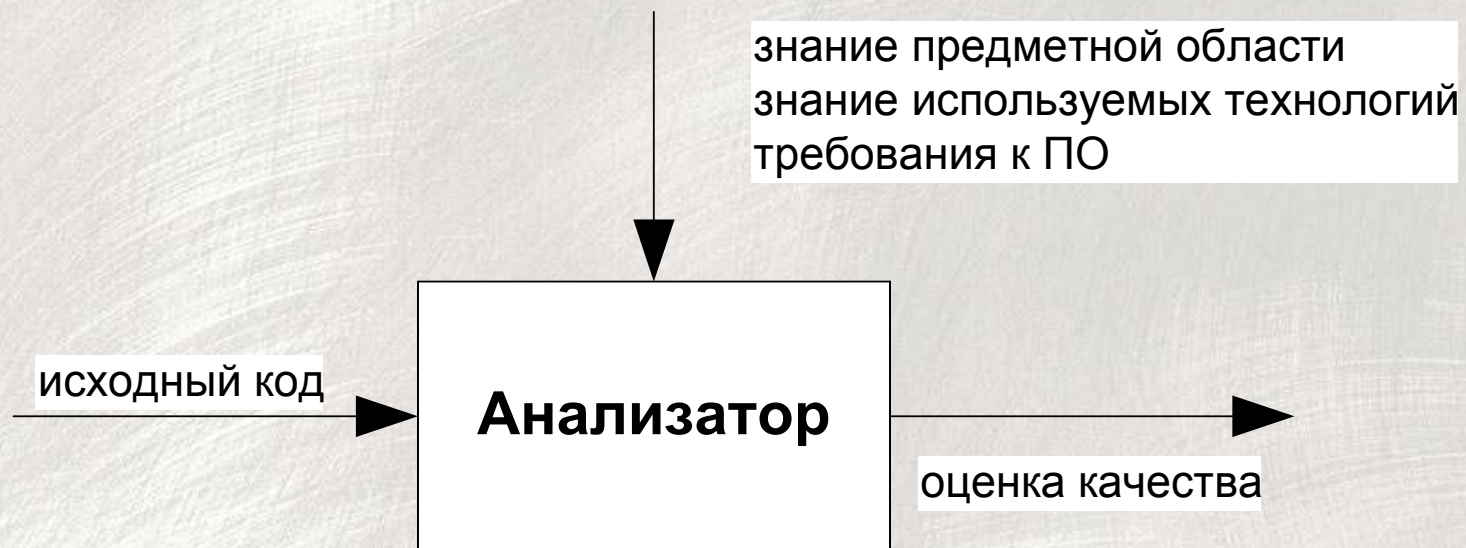 знание предметной области
знание используемых технологий
требования к ПО
исходный код
Анализатор
оценка качества